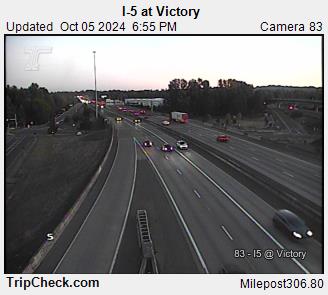 I-5 at Victory
Updated Oct 05 2024 6:55 PM Camera 83
S
83 - I5 @ Victory
TripCheck.com Milepost306.80